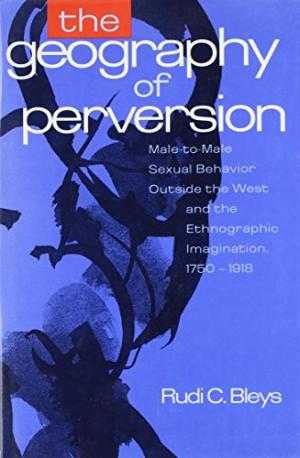 the
geography
of
perversion
Male-to-Male
Sexual Behavior
Outside the West
and the
Ethnographic
Imagination,
1750 – 1918
Rudi C. Bleys